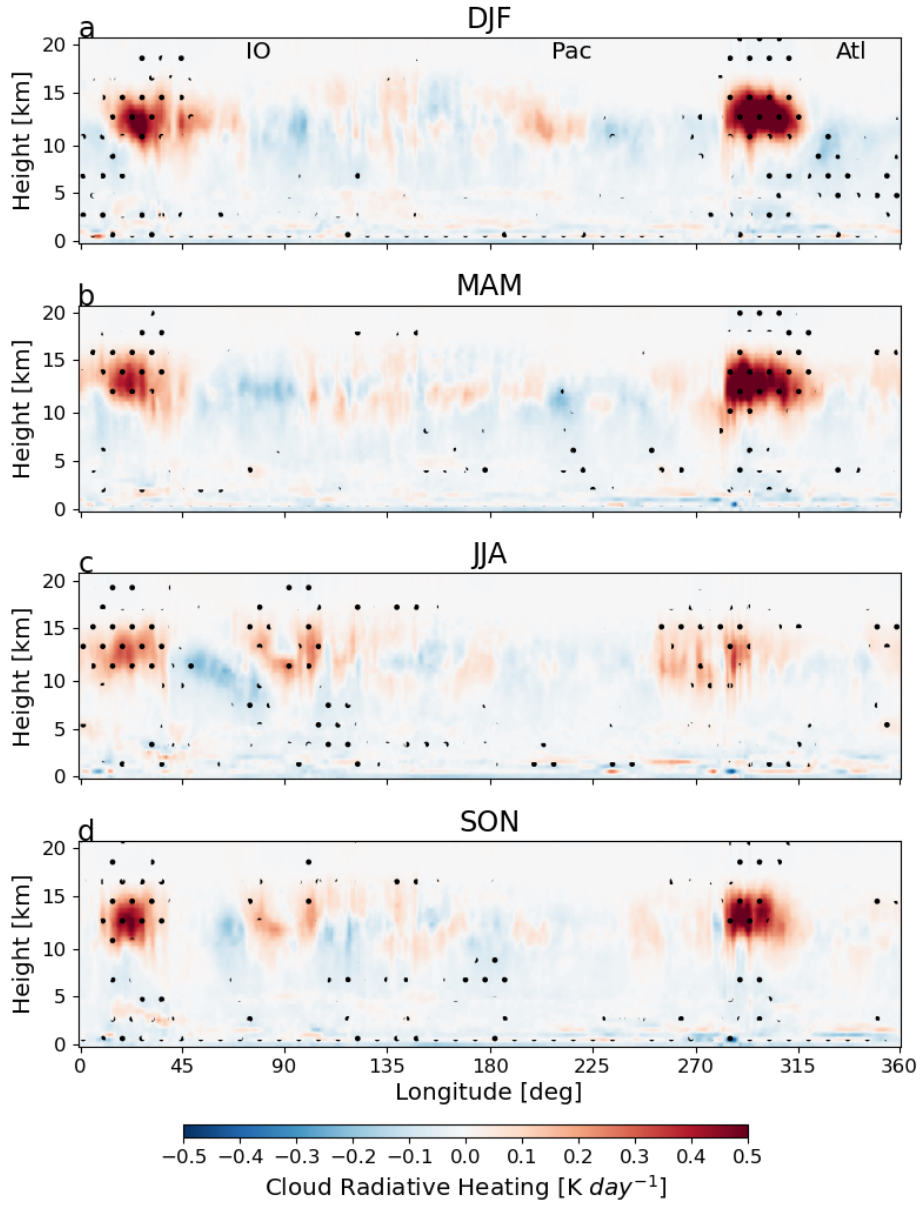 a DJF
IO Pac Atl
20
15
10
5
0
Height [km]
b MAM
20
15
10
5
0
Height [km]
c JJA
20
15
10
5
0
Height [km]
d SON
20
15
10
5
0
Height [km]
0 45 90 135 180 225 270 315 360
Longitude [deg]
−0.5 −0.4 −0.3 −0.2 −0.1 0.0 0.1 0.2 0.3 0.4 0.5
Cloud Radiative Heating [K day⁻¹]